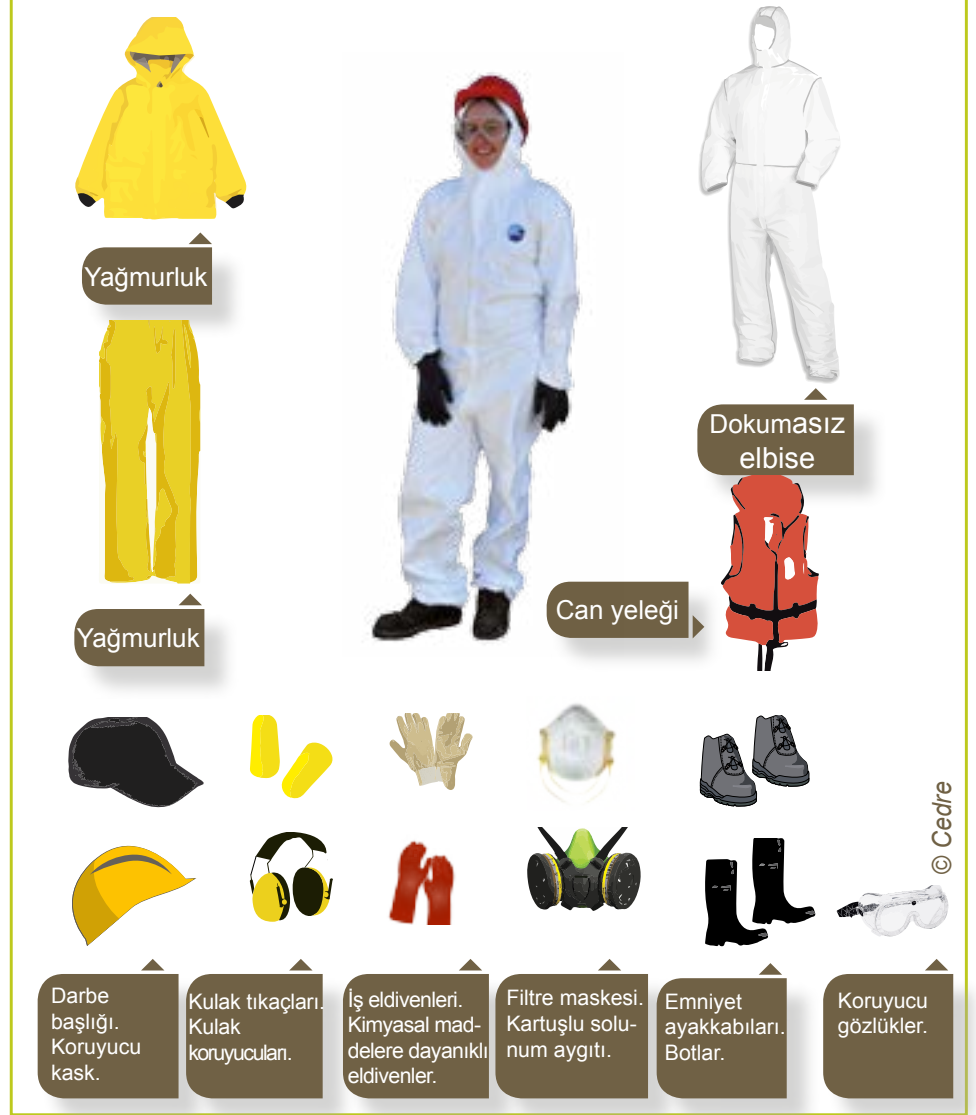 Yağmurluk
Dokumasız
elbise
Can yeleği
Yağmurluk
© Cedre
Darbe
başlığı.
Koruyucu
kask.
Kulak tıkaçları.
Kulak
koruyucuları.
İş eldivenleri.
Kimyasal mad-
delere dayanıklı
eldivenler.
Filtre maskesi.
Kartuşlu solu-
num aygıtı.
Emniyet
ayakkabıları.
Botlar.
Koruyucu
gözlükler.